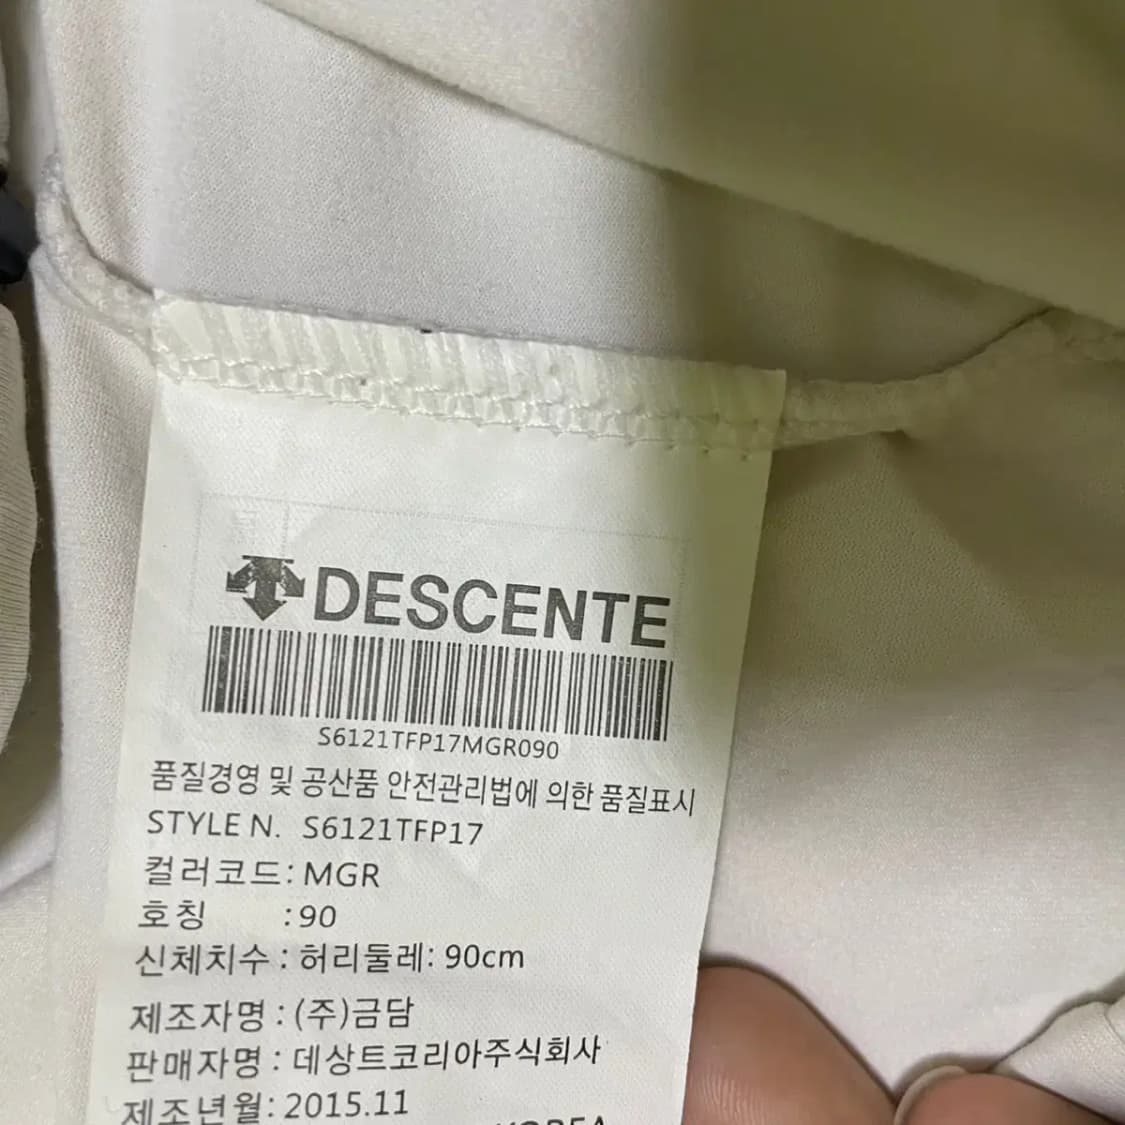 DESCENTE
S6121TFP17MGR090
품질경영 및 공산품 안전관리법에 의한 품질표시
STYLE N. S6121TFP17
컬러코드: MGR
호칭 : 90
신체치수 : 허리둘레: 90cm
제조자명 : (주)금담
판매자명 : 데상트코리아주식회사
제조년월: 2015.11
KOREA